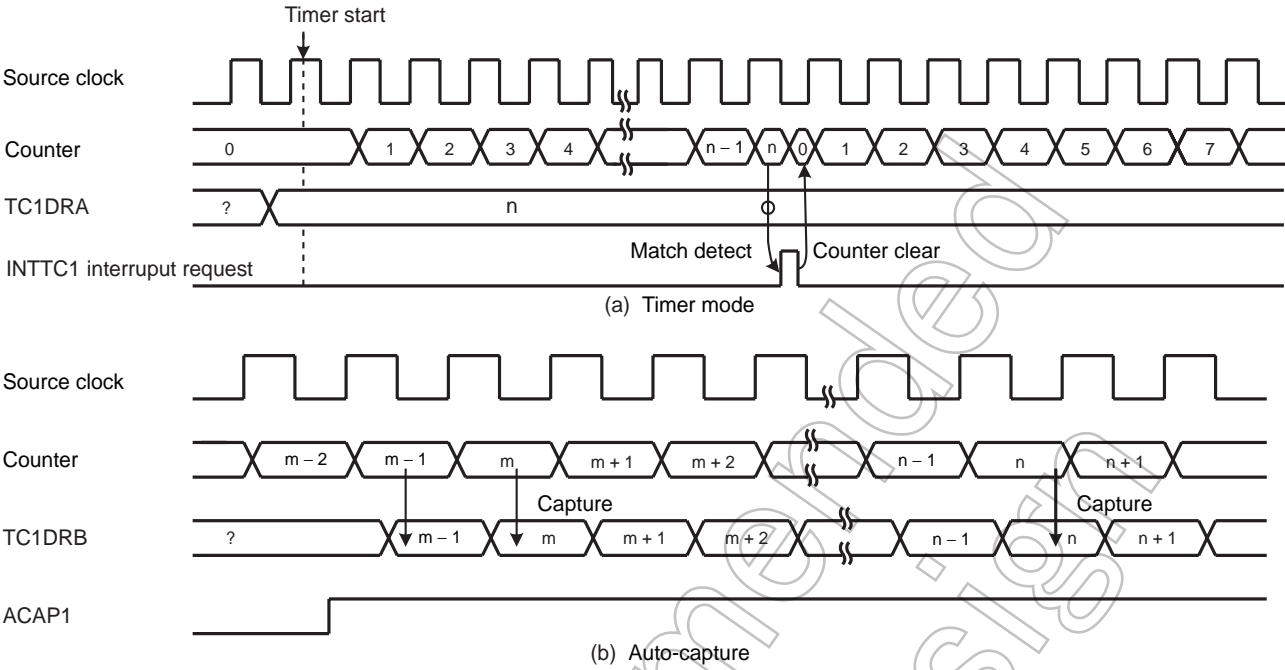 Timer start
Source clock
Counter 0 1 2 3 4 n – 1 n 0 1 2 3 4 5 6 7
TC1DRA ? n
Match detect Counter clear
INTTC1 interruput request
(a) Timer mode
Source clock
Counter m – 2 m – 1 m m + 1 m + 2 n – 1 n n + 1
Capture Capture
TC1DRB ? m – 1 m m + 1 m + 2 n – 1 n n + 1
ACAP1
(b) Auto-capture